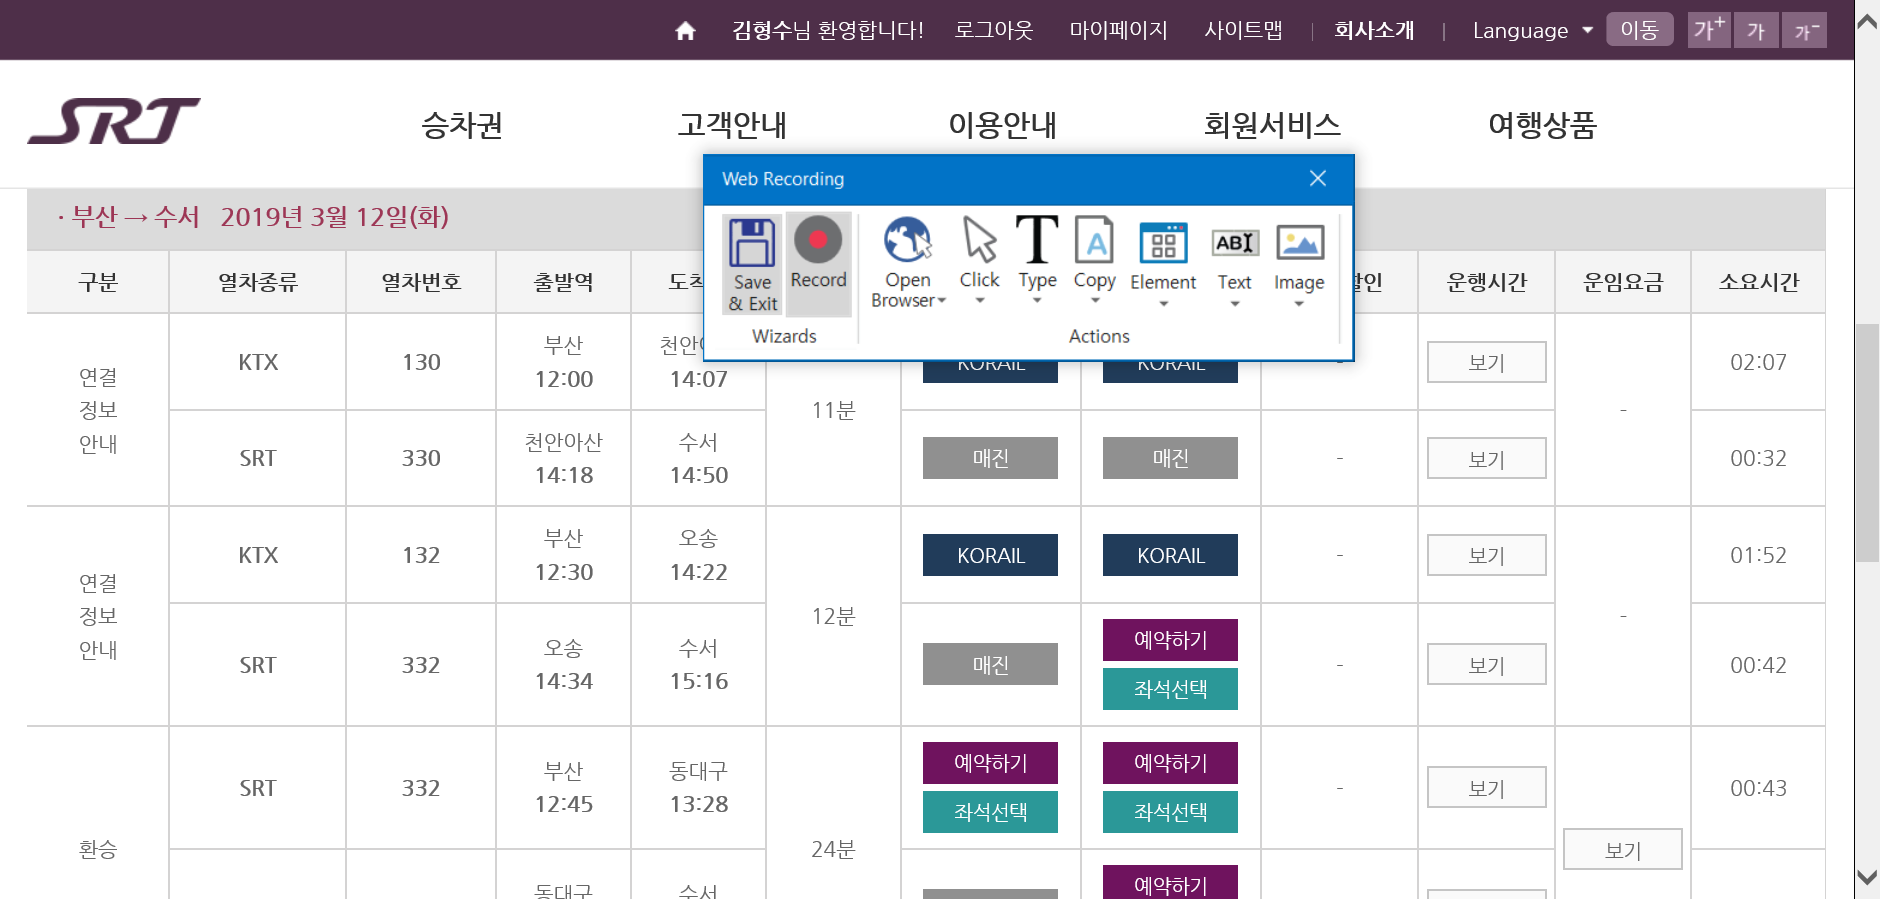 김형수님 환영합니다! 로그아웃 마이페이지 사이트맵 | 회사소개 | Language 이동 가+ 가 가-
SRT 승차권 고객안내 이용안내 회원서비스 여행상품
Web Recording
Save & Exit
Record
Wizards
Open Browser
Click
Type
Copy
Element
Text
Image
Actions
· 부산 → 수서 2019년 3월 12일(화)
구분 열차종류 열차번호 출발역 운행시간 운임요금 소요시간
연결 정보 안내
KTX 130 부산 12:00 14:07 11분 KORAIL KORAIL - 보기 - 02:07
SRT 330 천안아산 14:18 수서 14:50 매진 매진 - 보기 00:32
연결 정보 안내
KTX 132 부산 12:30 오송 14:22 12분 KORAIL KORAIL - 보기 - 01:52
SRT 332 오송 14:34 수서 15:16 매진 예약하기 좌석선택 - 보기 00:42
환승
SRT 332 부산 12:45 동대구 13:28 24분 예약하기 좌석선택 예약하기 좌석선택 - 보기 보기 00:43
동대구 수서 예약하기